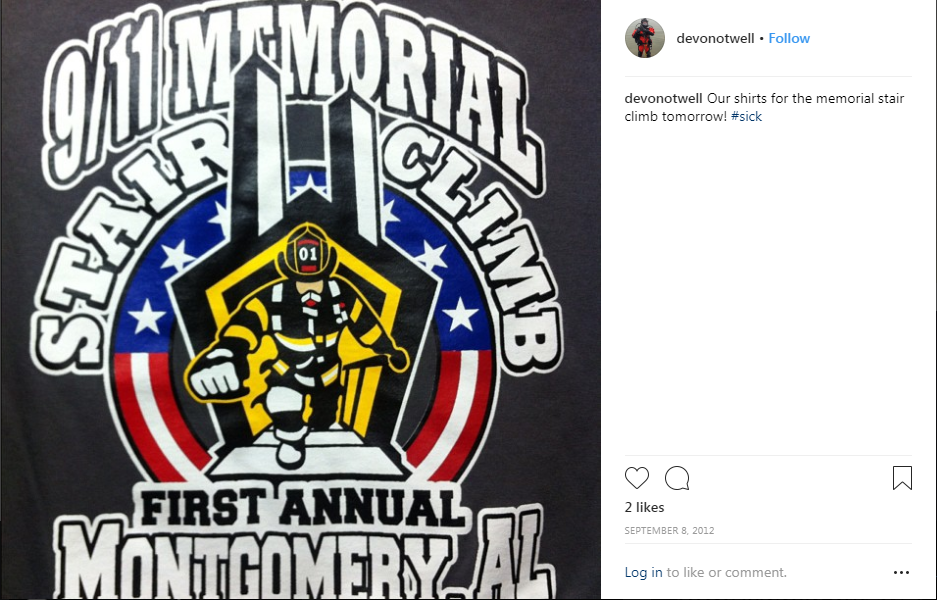 9/11 MEMORIAL
STAIR CLIMB
01
FIRST ANNUAL
MONTGOMERY, AL
devonotwell • Follow
devonotwell Our shirts for the memorial stair
climb tomorrow! #sick
2 likes
SEPTEMBER 8, 2012
Log in to like or comment.